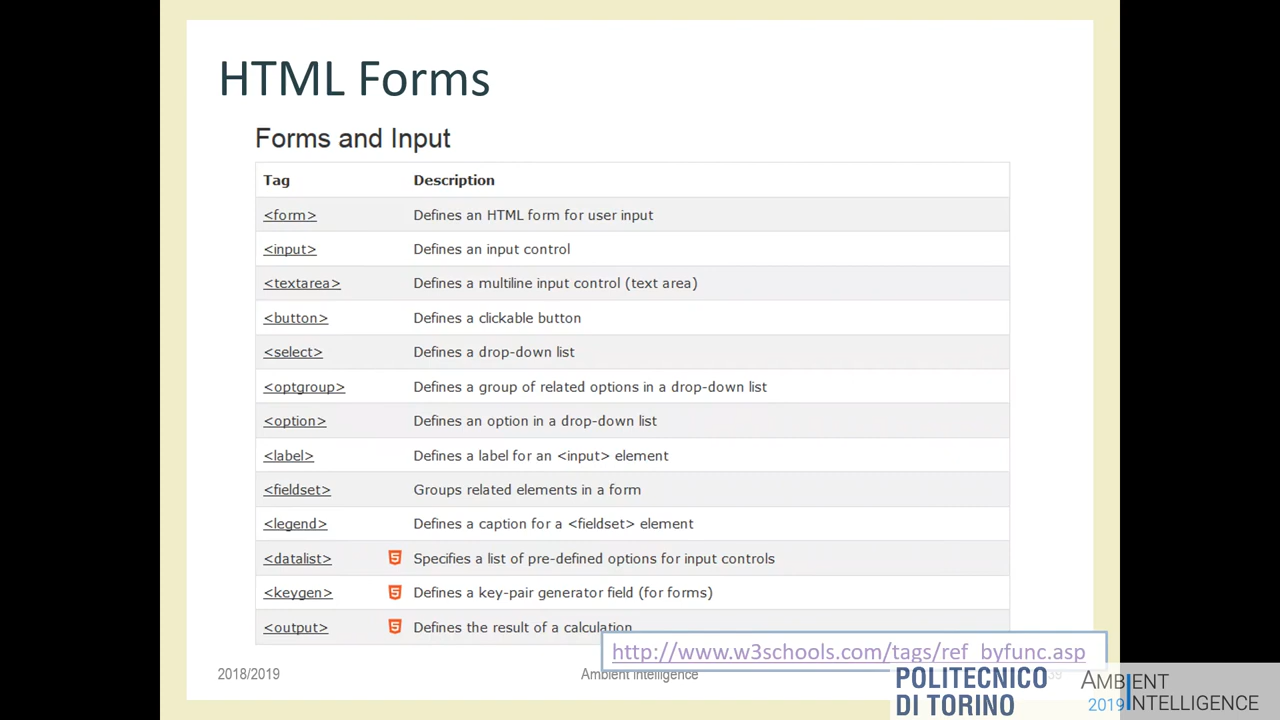 HTML Forms
Forms and Input
Tag Description
<form> Defines an HTML form for user input
<input> Defines an input control
<textarea> Defines a multiline input control (text area)
<button> Defines a clickable button
<select> Defines a drop-down list
<optgroup> Defines a group of related options in a drop-down list
<option> Defines an option in a drop-down list
<label> Defines a label for an <input> element
<fieldset> Groups related elements in a form
<legend> Defines a caption for a <fieldset> element
<datalist> 5 Specifies a list of pre-defined options for input controls
<keygen> 5 Defines a key-pair generator field (for forms)
<output> 5 Defines the result of a calculation
http://www.w3schools.com/tags/ref_byfunc.asp
2018/2019 Ambient Intelligence 39
POLITECNICO
DI TORINO
AMBIENT
2019 INTELLIGENCE